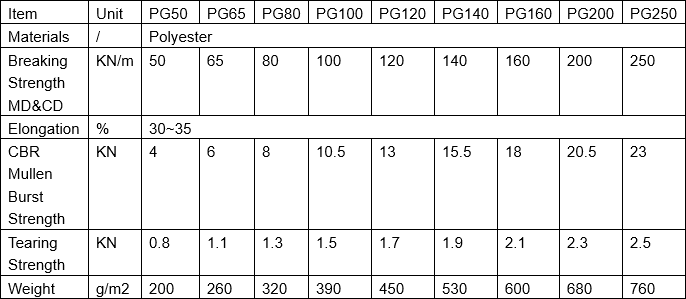 Item Unit PG50 PG65 PG80 PG100 PG120 PG140 PG160 PG200 PG250
Materials / Polyester
Breaking Strength MD&CD KN/m 50 65 80 100 120 140 160 200 250
Elongation % 30~35
CBR Mullen Burst Strength KN 4 6 8 10.5 13 15.5 18 20.5 23
Tearing Strength KN 0.8 1.1 1.3 1.5 1.7 1.9 2.1 2.3 2.5
Weight g/m2 200 260 320 390 450 530 600 680 760